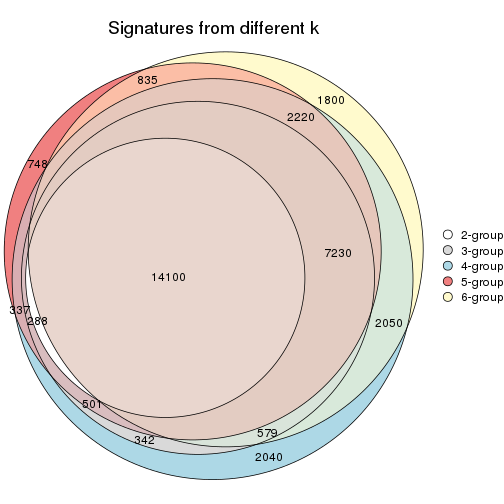 Signatures from different k
835
1800
2220
748
7230
14100
337
288
2050
501
342
579
2040
2-group
3-group
4-group
5-group
6-group